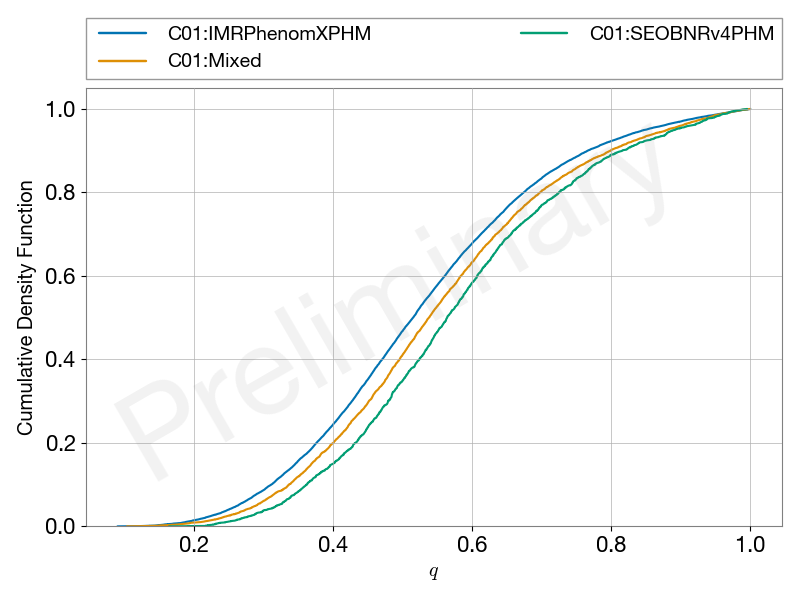 C01:IMRPhenomXPHM
C01:Mixed
C01:SEOBNRv4PHM
Preliminary
Cumulative Density Function
1.0
0.8
0.6
0.4
0.2
0.0
0.2 0.4 0.6 0.8 1.0
q